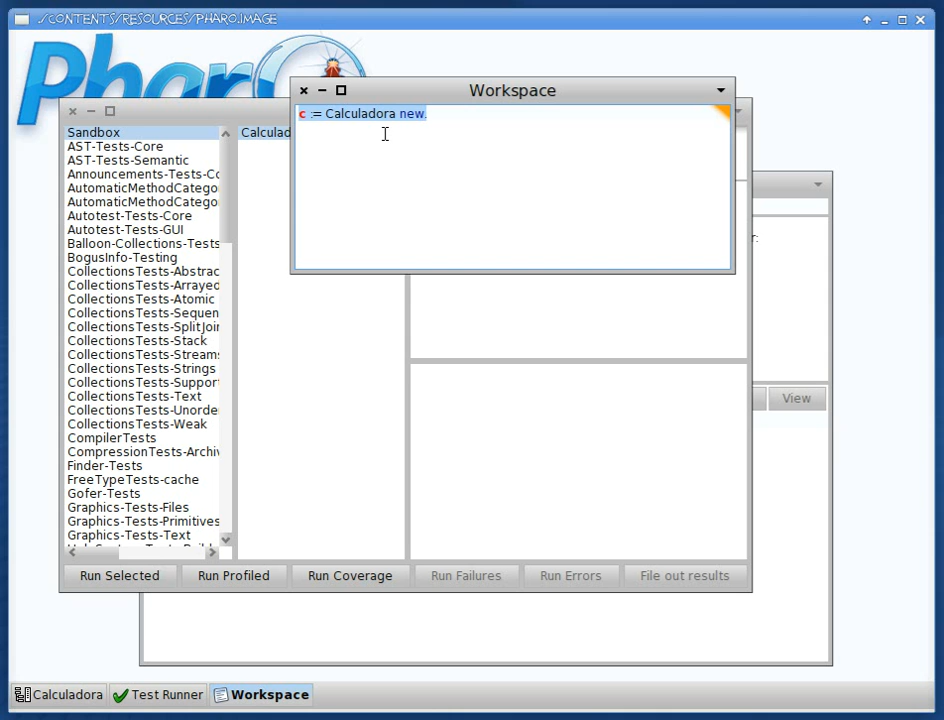 ./CONTENTS/RESOURCES/PHARO.IMAGE
Pharo
Workspace
c := Calculadora new.
Sandbox
AST-Tests-Core
AST-Tests-Semantic
Announcements-Tests-Co
AutomaticMethodCatego
AutomaticMethodCatego
Autotest-Tests-Core
Autotest-Tests-GUI
Balloon-Collections-Tests
BogusInfo-Testing
CollectionsTests-Abstrac
CollectionsTests-Arrayed
CollectionsTests-Atomic
CollectionsTests-Sequen
CollectionsTests-SplitJoin
CollectionsTests-Stack
CollectionsTests-Streams
CollectionsTests-Strings
CollectionsTests-Support
CollectionsTests-Text
CollectionsTests-Unorde
CollectionsTests-Weak
CompilerTests
CompressionTests-Archiv
Finder-Tests
FreeTypeTests-cache
Gofer-Tests
Graphics-Tests-Files
Graphics-Tests-Primitives
Graphics-Tests-Text
Calculad
r:
View
Run Selected
Run Profiled
Run Coverage
Run Failures
Run Errors
File out results
Calculadora
Test Runner
Workspace